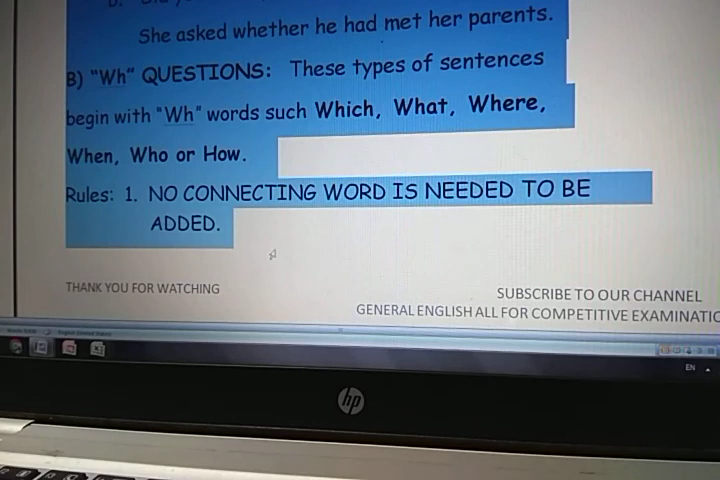 She asked whether he had met her parents.
B) "Wh" QUESTIONS: These types of sentences
begin with "Wh" words such Which, What, Where,
When, Who or How.
Rules: 1. NO CONNECTING WORD IS NEEDED TO BE
ADDED.
THANK YOU FOR WATCHING
SUBSCRIBE TO OUR CHANNEL
GENERAL ENGLISH ALL FOR COMPETITIVE EXAMINATIO
EN
hp